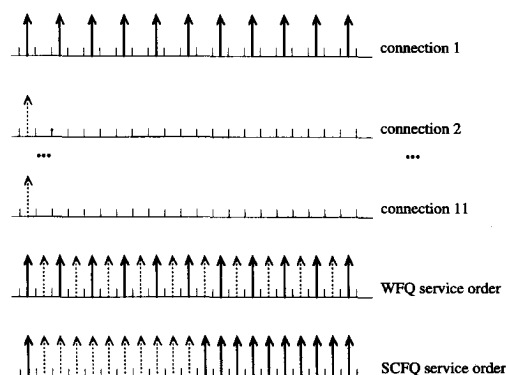 connection 1
connection 2
... ...
connection 11
WFQ service order
SCFQ service order